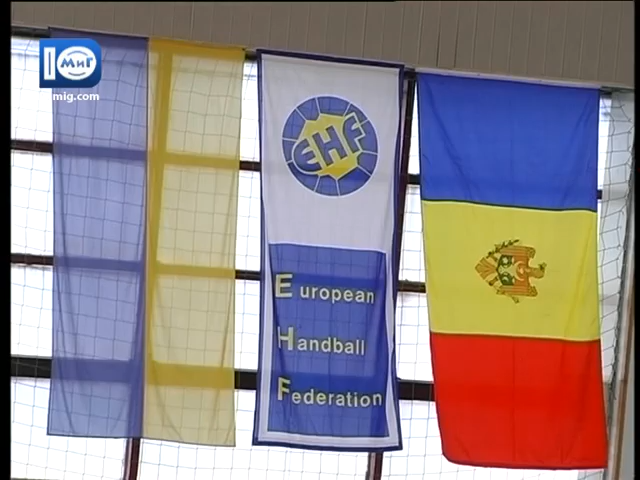 10 Миг
mig.com
EHF
European
Handball
Federation